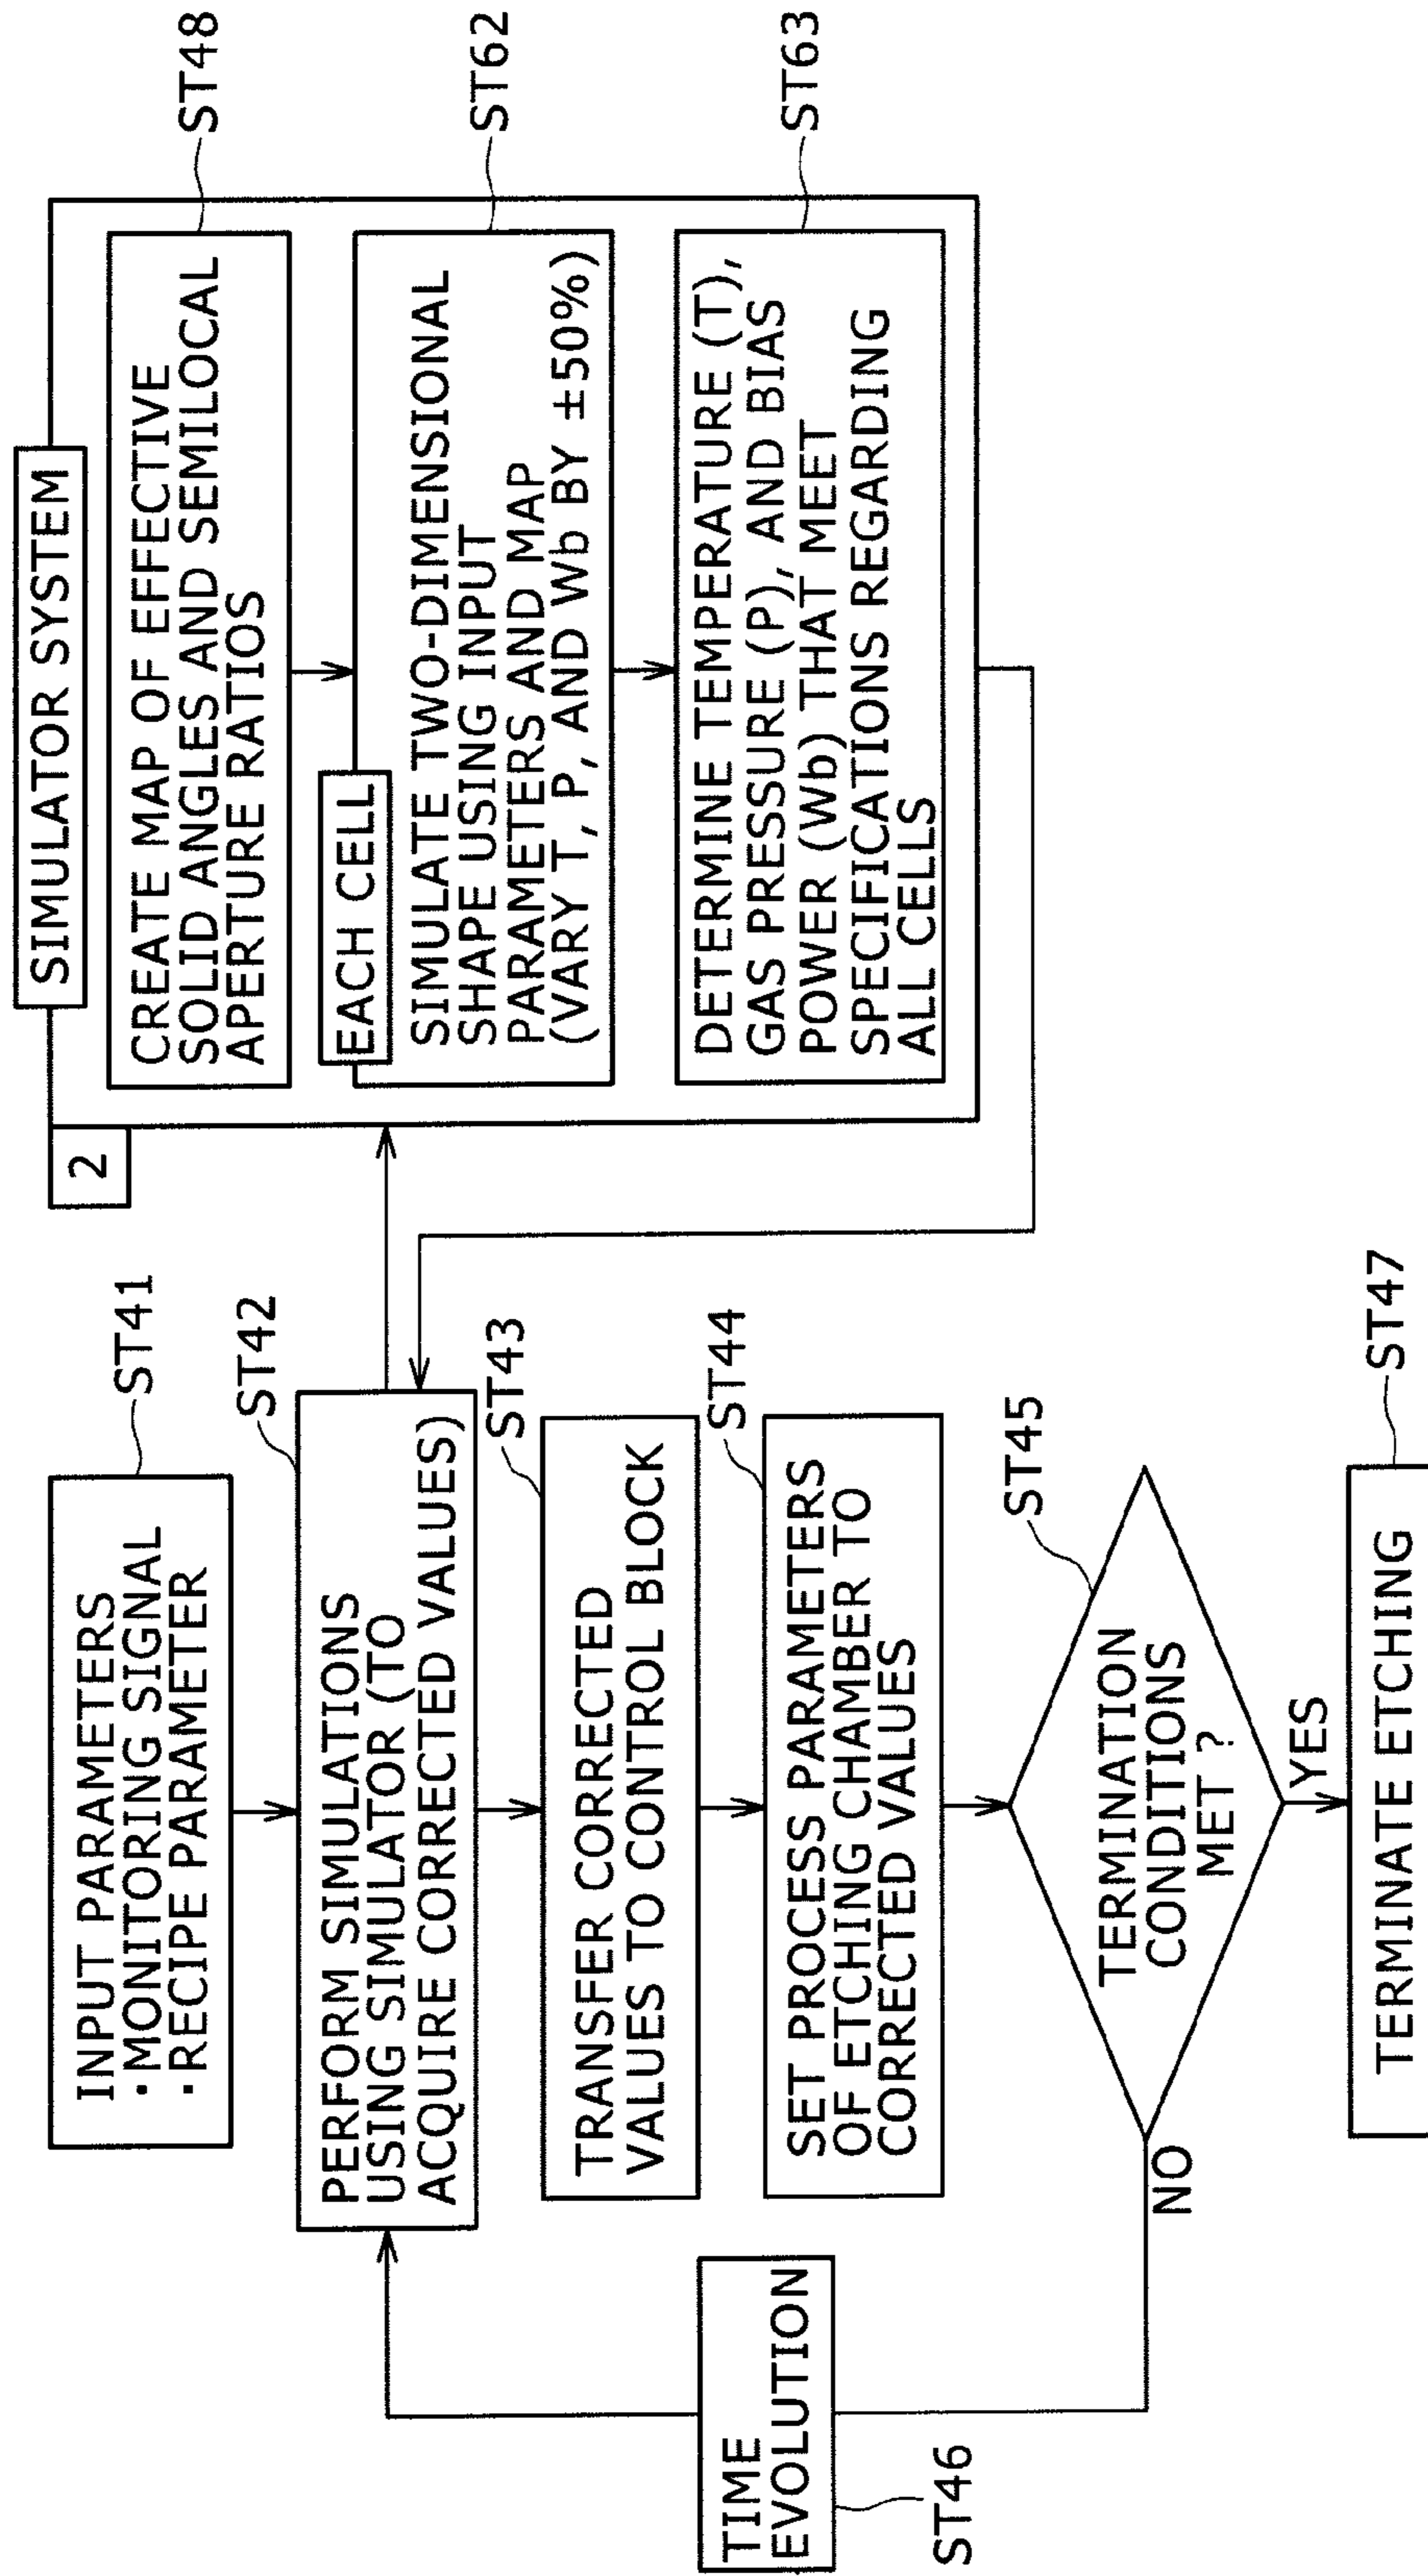 INPUT PARAMETERS
・MONITORING SIGNAL
・RECIPE PARAMETER
ST41
PERFORM SIMULATIONS
USING SIMULATOR (TO
ACQUIRE CORRECTED VALUES)
ST42
TRANSFER CORRECTED
VALUES TO CONTROL BLOCK
ST43
SET PROCESS PARAMETERS
OF ETCHING CHAMBER TO
CORRECTED VALUES
ST44
TERMINATION
CONDITIONS
MET ?
ST45
NO
YES
TIME
EVOLUTION
ST46
TERMINATE ETCHING
ST47
2
SIMULATOR SYSTEM
CREATE MAP OF EFFECTIVE
SOLID ANGLES AND SEMILOCAL
APERTURE RATIOS
ST48
EACH CELL
SIMULATE TWO-DIMENSIONAL
SHAPE USING INPUT
PARAMETERS AND MAP
(VARY T, P, AND Wb BY ±50%)
ST62
DETERMINE TEMPERATURE (T),
GAS PRESSURE (P), AND BIAS
POWER (Wb) THAT MEET
SPECIFICATIONS REGARDING
ALL CELLS
ST63